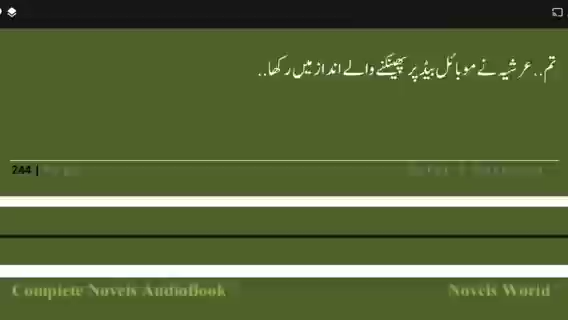 تم.. عرشیہ نے موبائل بیڈ پر پھینکنے والے انداز میں رکھا..
244 |
Complete Novels AudioBook
Novels World